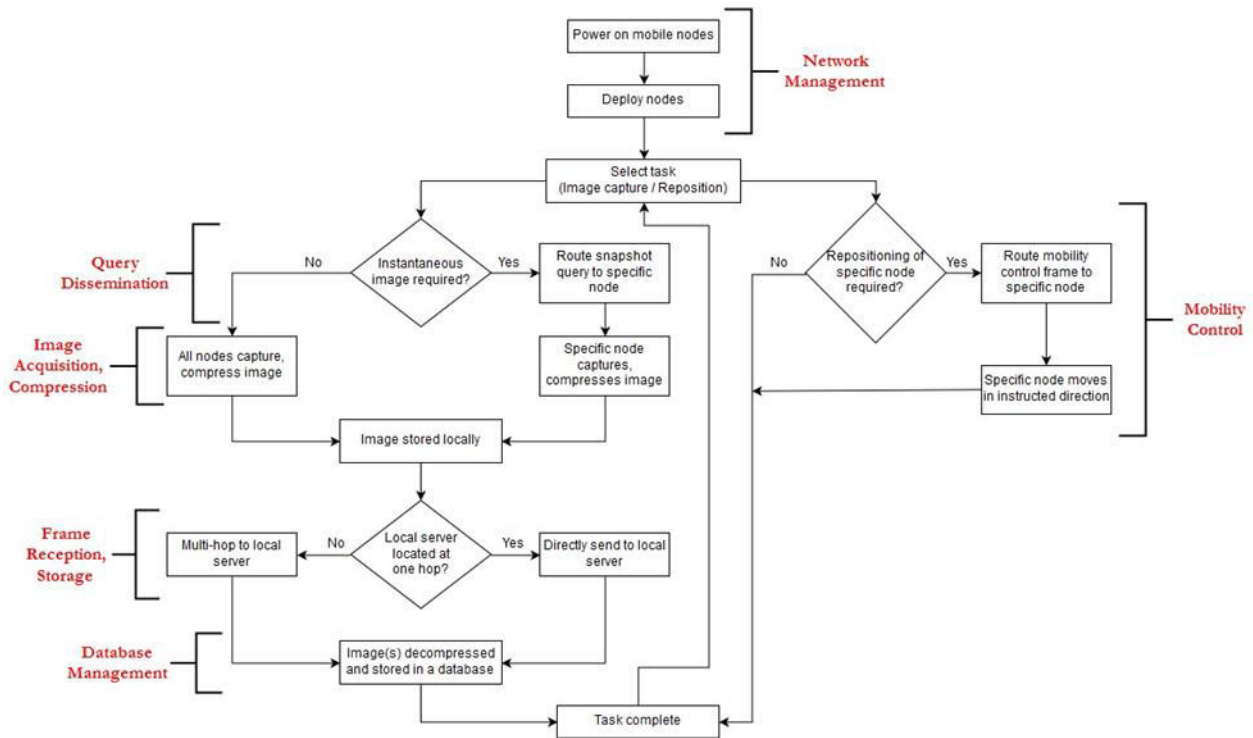 Power on mobile nodes
Network
Management
Deploy nodes
Select task
(Image capture / Reposition)
Query
Dissemination
No
Instantaneous
image required?
Yes
Route snapshot
query to specific
node
No
Repositioning of
specific node
required?
Yes
Route mobility
control frame to
specific node
Mobility
Control
Image
Acquisition,
Compression
All nodes capture,
compress image
Specific node
captures,
compresses image
Specific node moves
in instructed direction
Image stored locally
Frame
Reception,
Storage
Multi-hop to local
server
No
Local server
located at
one hop?
Yes
Directly send to local
server
Database
Management
Image(s) decompressed
and stored in a database
Task complete